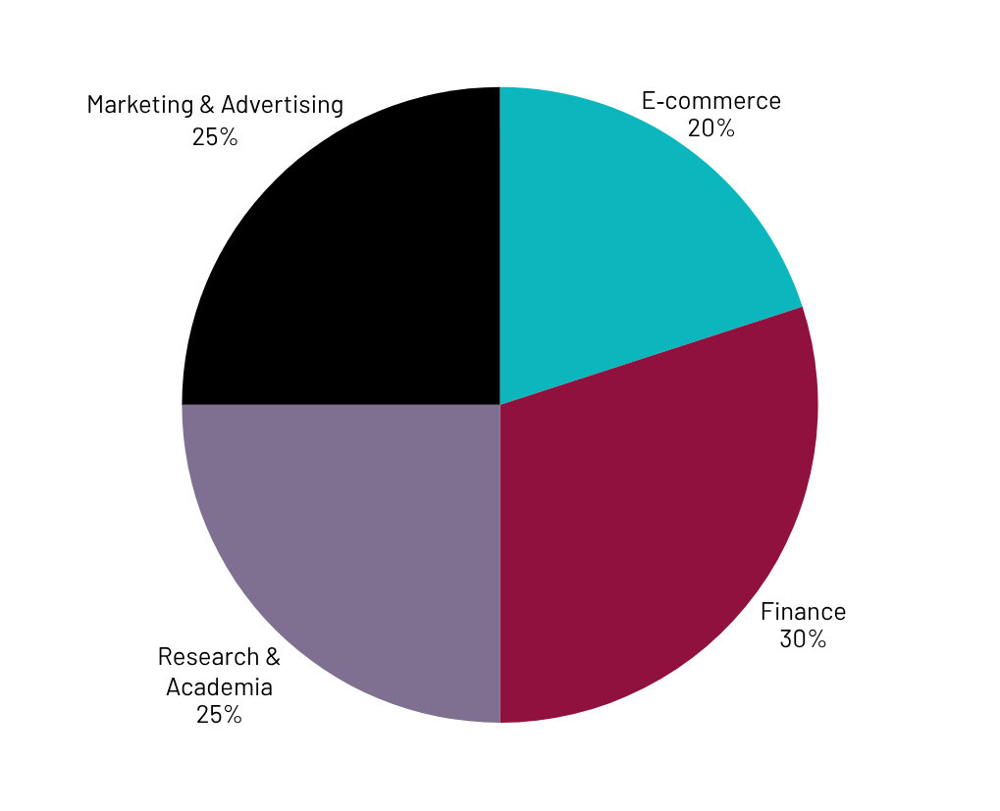 Marketing & Advertising
25%
E-commerce
20%
Finance
30%
Research &
Academia
25%